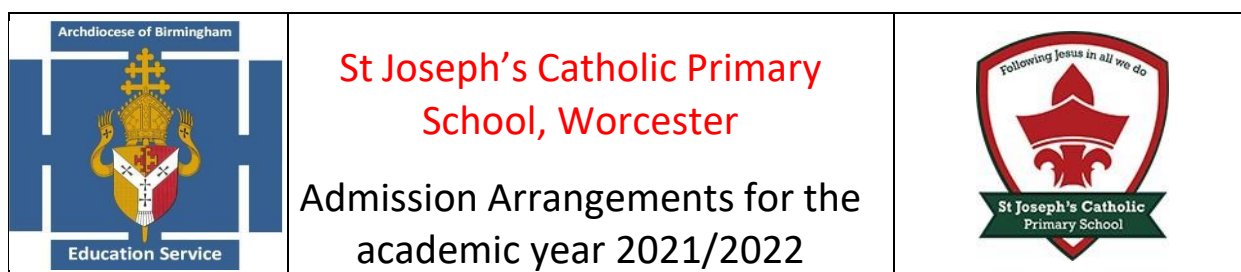 Archdiocese of Birmingham
Education Service
St Joseph’s Catholic Primary
School, Worcester
Admission Arrangements for the
academic year 2021/2022
Following Jesus in all we do
St Joseph's Catholic
Primary School